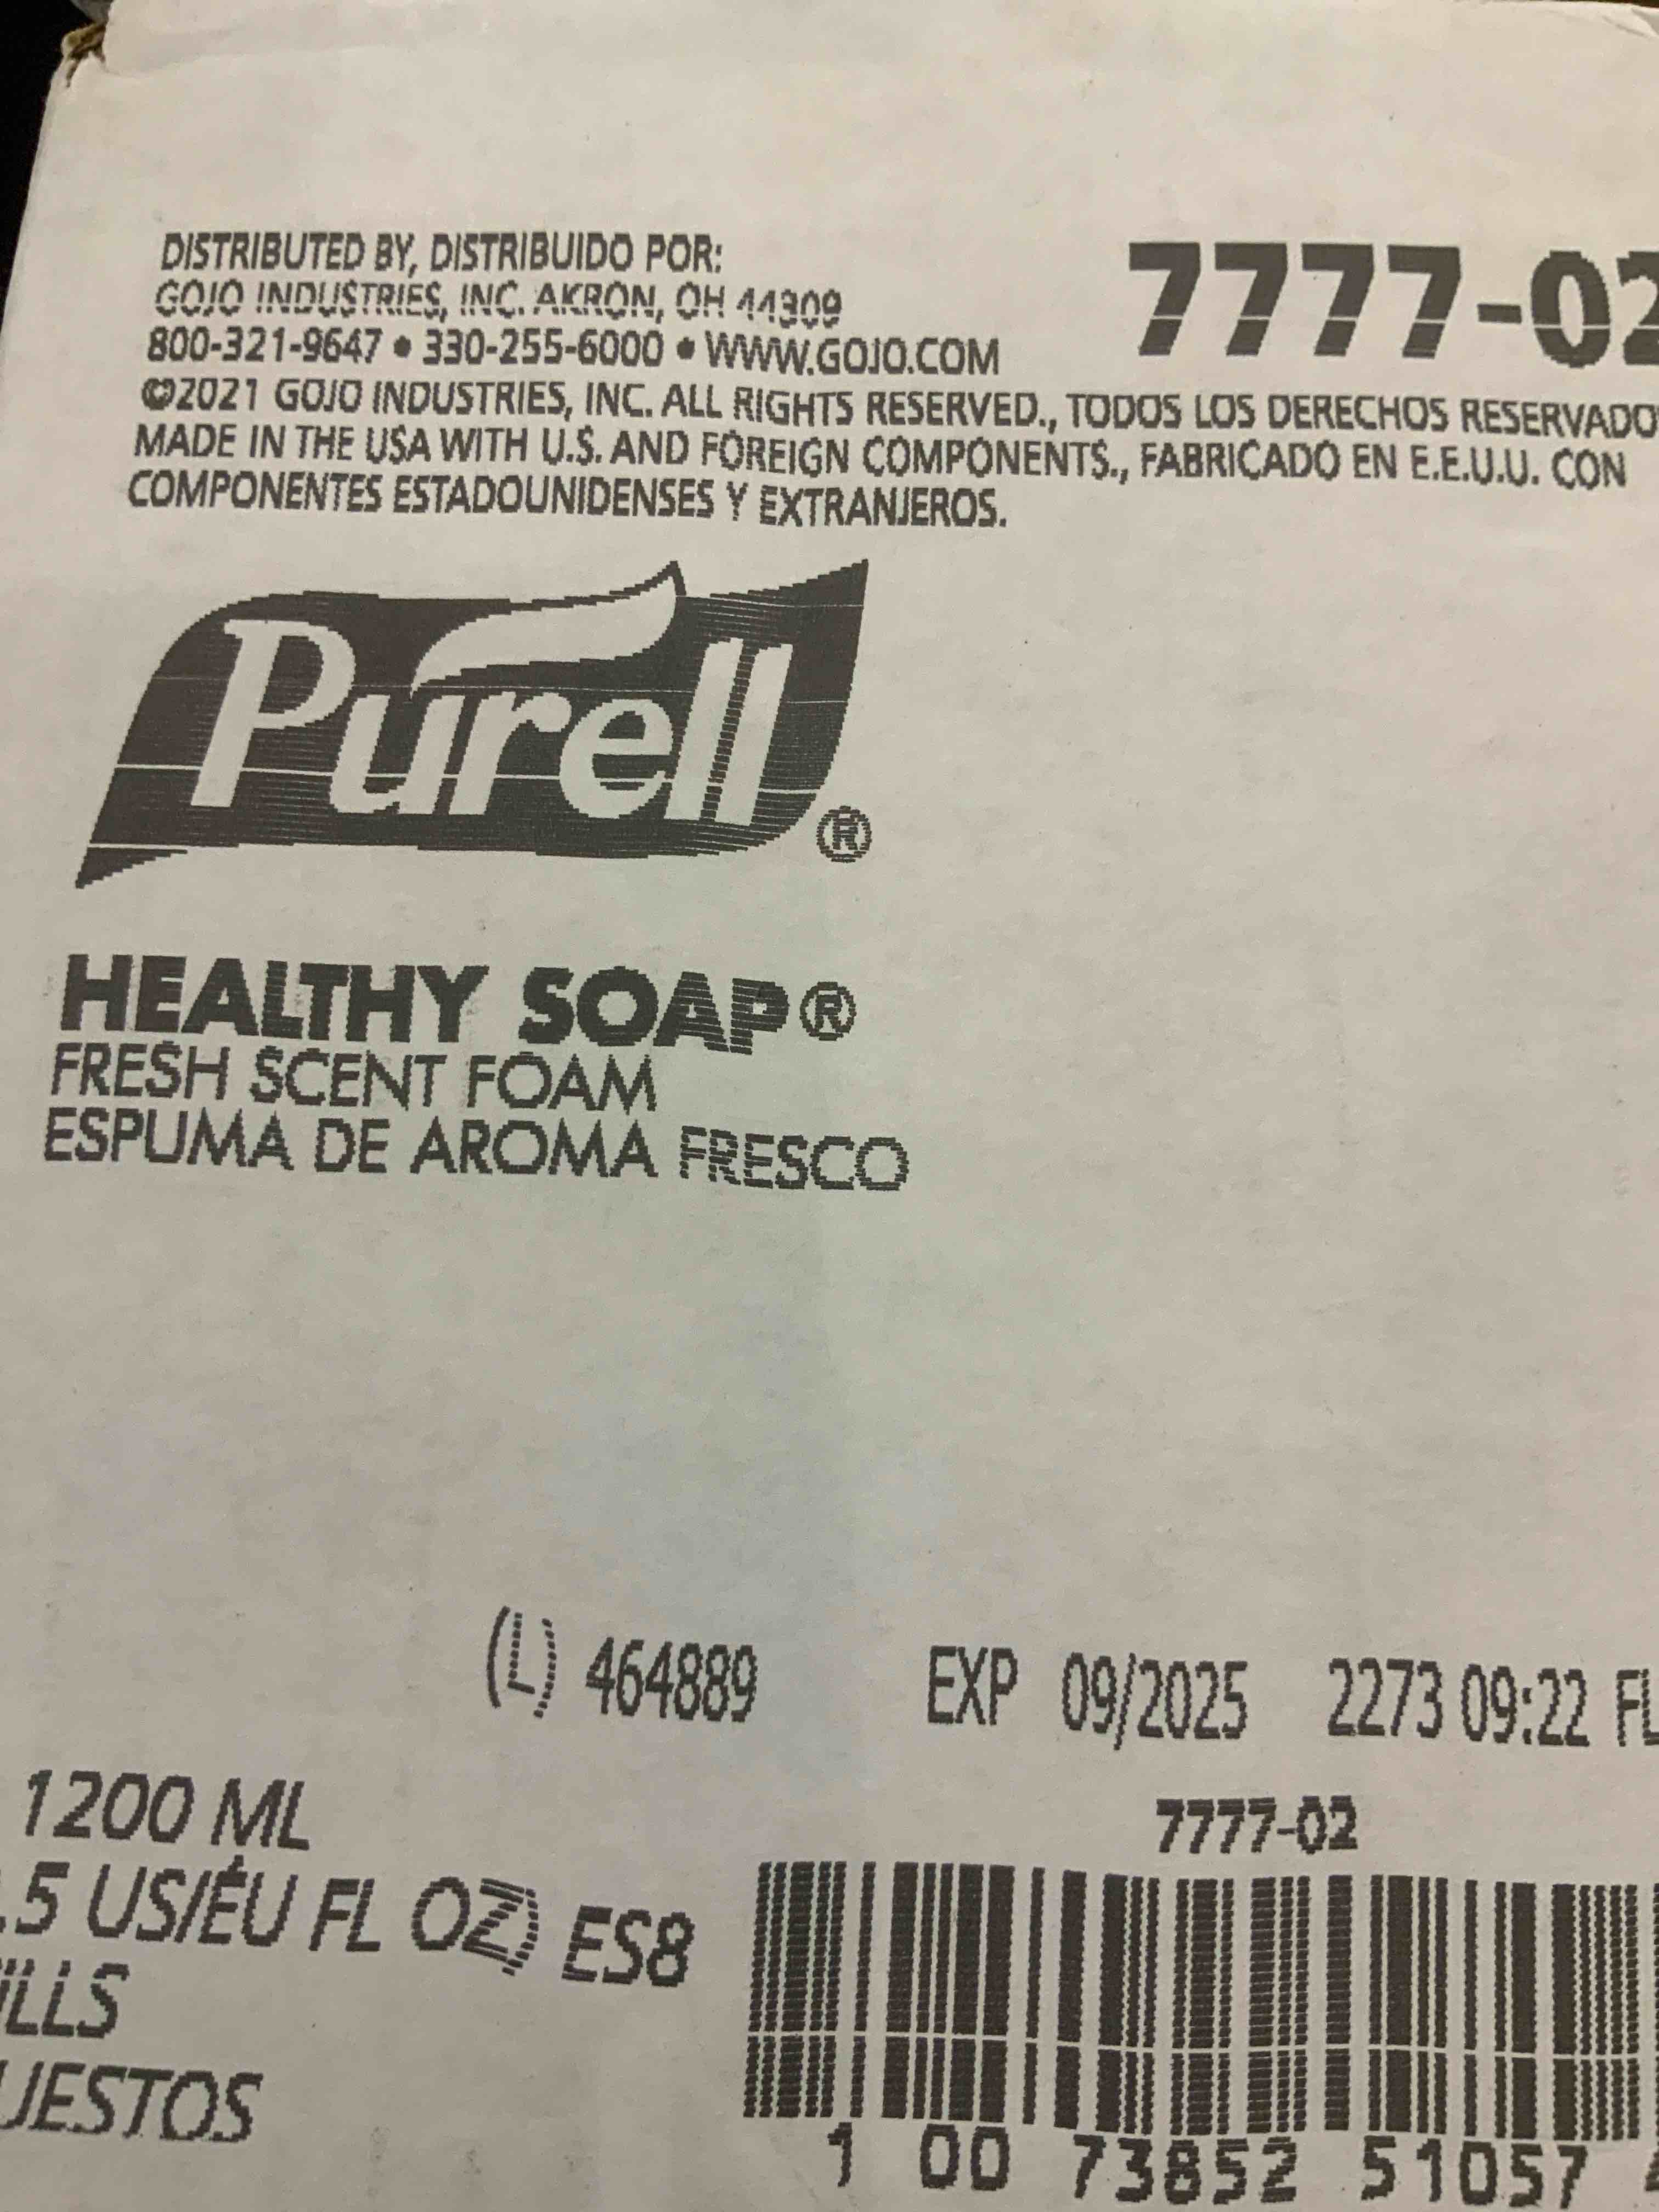 DISTRIBUTED BY, DISTRIBUIDO POR:
GOJO INDUSTRIES, INC. AKRON, OH 44309
7777-02
800-321-9647 • 330-255-6000 • WWW.GOJO.COM
©2021 GOJO INDUSTRIES, INC. ALL RIGHTS RESERVED., TODOS LOS DERECHOS RESERVADO
MADE IN THE USA WITH U.S. AND FOREIGN COMPONENTS., FABRICADO EN E.E.U.U. CON
COMPONENTES ESTADOUNIDENSES Y EXTRANJEROS.
Purell®
HEALTHY SOAP®
FRESH SCENT FOAM
ESPUMA DE AROMA FRESCO
(L) 464889 EXP 09/2025 2273 09:22 FL
1200 ML
.5 US/ÉU FL OZ) ES8
ILLS
UESTOS
7777-02
1 00 73852 51057